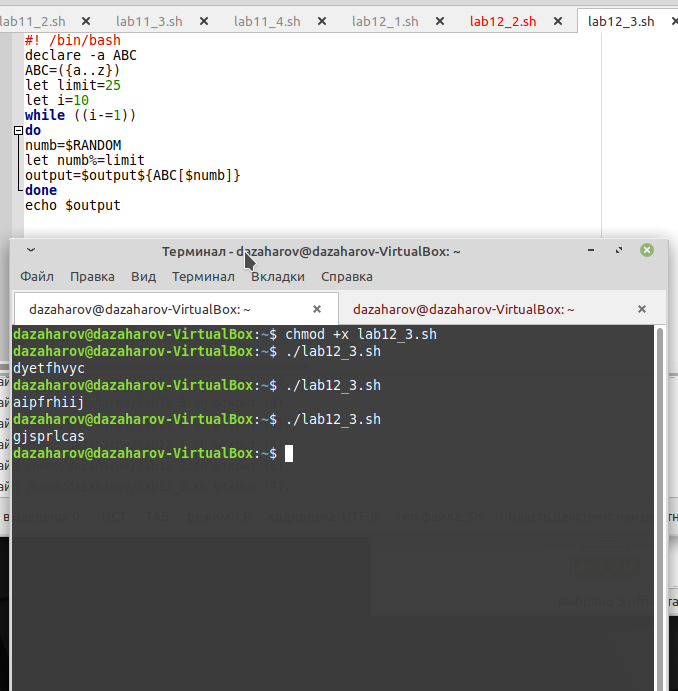 lab11_2.sh lab11_3.sh lab11_4.sh lab12_1.sh lab12_2.sh lab12_3.sh
#! /bin/bash
declare -a ABC
ABC=({a..z})
let limit=25
let i=10
while ((i-=1))
do
numb=$RANDOM
let numb%=limit
output=$output${ABC[$numb]}
done
echo $output
Терминал - dazaharov@dazaharov-VirtualBox: ~
Файл Правка Вид Терминал Вкладки Справка
dazaharov@dazaharov-VirtualBox: ~ dazaharov@dazaharov-VirtualBox: ~
dazaharov@dazaharov-VirtualBox:~$ chmod +x lab12_3.sh
dazaharov@dazaharov-VirtualBox:~$ ./lab12_3.sh
dyetfhvyc
dazaharov@dazaharov-VirtualBox:~$ ./lab12_3.sh
aipfrhiij
dazaharov@dazaharov-VirtualBox:~$ ./lab12_3.sh
gjsprlcas
dazaharov@dazaharov-VirtualBox:~$